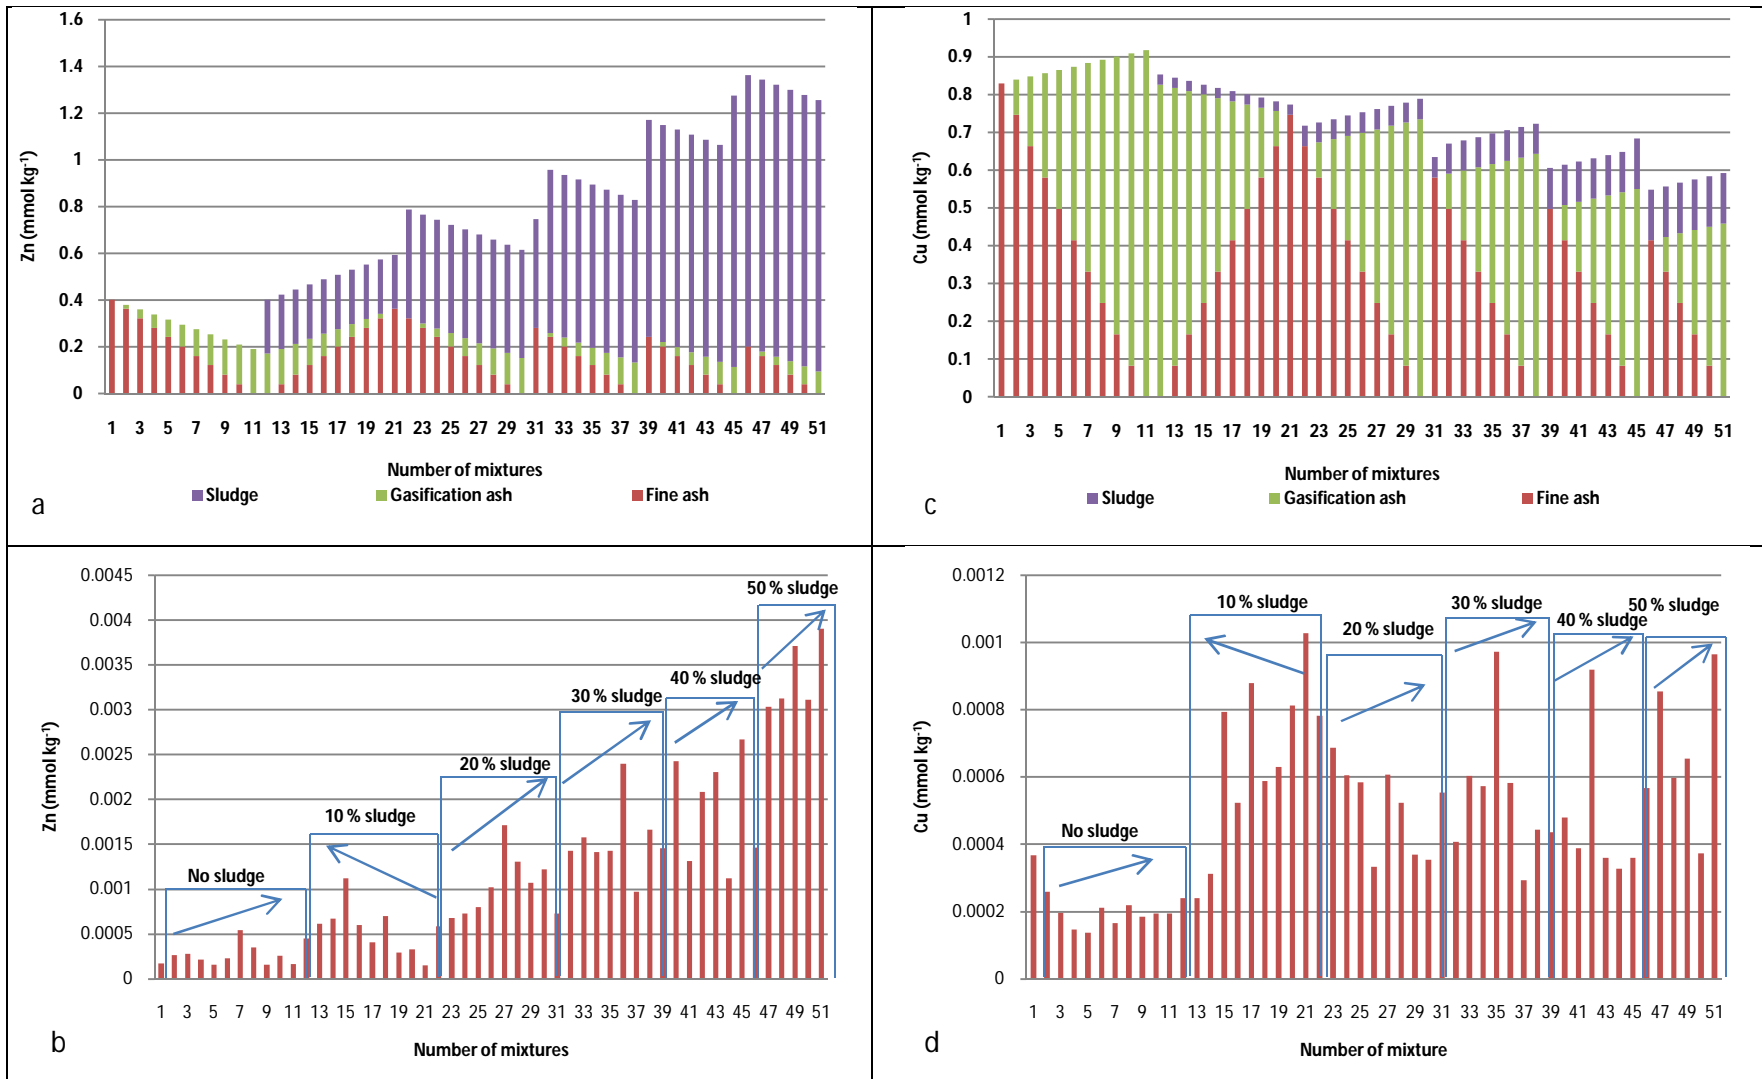 1.6
1.4
1.2
1
0.8
0.6
0.4
0.2
0
Zn (mmol kg-1)
1 3 5 7 9 11 13 15 17 19 21 23 25 27 29 31 33 35 37 39 41 43 45 47 49 51
Number of mixtures
Sludge Gasification ash Fine ash
a
1
0.9
0.8
0.7
0.6
0.5
0.4
0.3
0.2
0.1
0
Cu (mmol kg-1)
1 3 5 7 9 11 13 15 17 19 21 23 25 27 29 31 33 35 37 39 41 43 45 47 49 51
Number of mixtures
Sludge Gasification ash Fine ash
c
0.0045
0.004
0.0035
0.003
0.0025
0.002
0.0015
0.001
0.0005
0
Zn (mmol kg-1)
No sludge
10 % sludge
20 % sludge
30 % sludge
40 % sludge
50 % sludge
1 3 5 7 9 11 13 15 17 19 21 23 25 27 29 31 33 35 37 39 41 43 45 47 49 51
Number of mixtures
b
0.0012
0.001
0.0008
0.0006
0.0004
0.0002
0
Cu (mmol kg-1)
No sludge
10 % sludge
20 % sludge
30 % sludge
40 % sludge
50 % sludge
1 3 5 7 9 11 13 15 17 19 21 23 25 27 29 31 33 35 37 39 41 43 45 47 49 51
Number of mixture
d